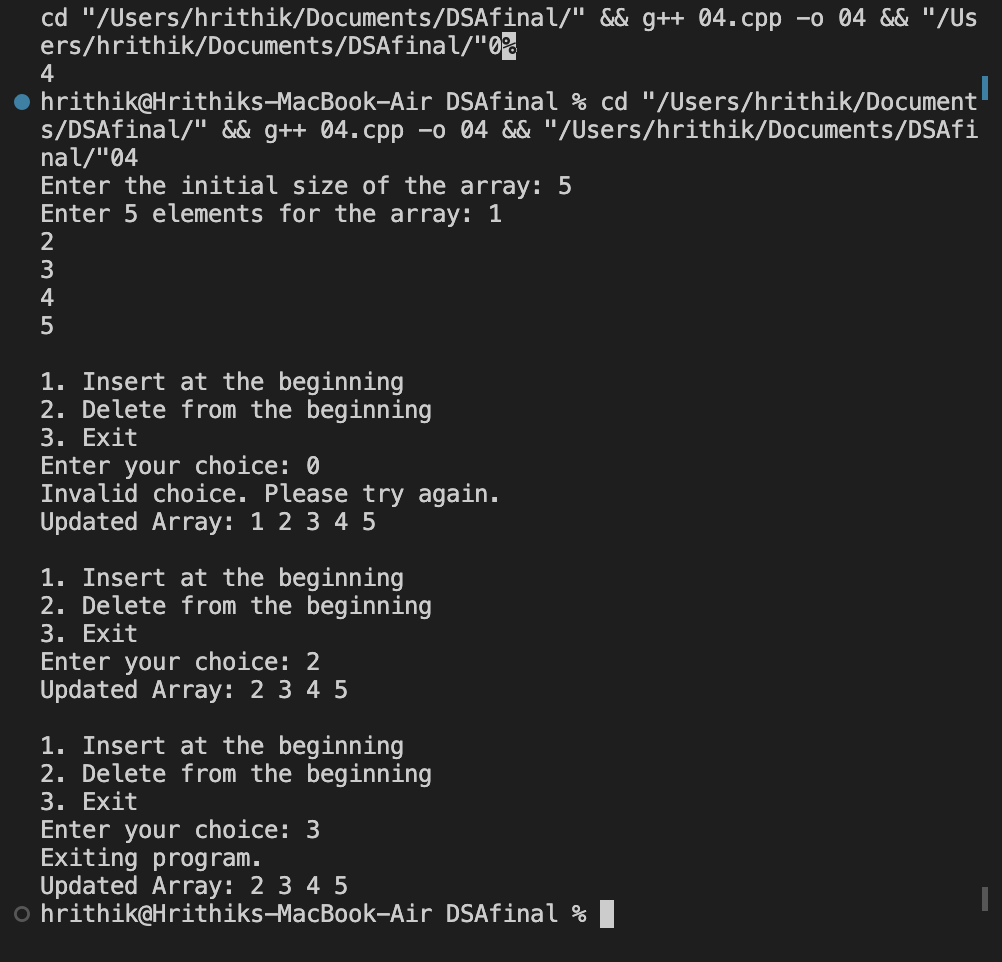 cd "/Users/hrithik/Documents/DSAfinal/" && g++ 04.cpp -o 04 && "/Us
ers/hrithik/Documents/DSAfinal/"0%
4
hrithik@Hrithiks-MacBook-Air DSAfinal % cd "/Users/hrithik/Document
s/DSAfinal/" && g++ 04.cpp -o 04 && "/Users/hrithik/Documents/DSAfi
nal/"04
Enter the initial size of the array: 5
Enter 5 elements for the array: 1
2
3
4
5

1. Insert at the beginning
2. Delete from the beginning
3. Exit
Enter your choice: 0
Invalid choice. Please try again.
Updated Array: 1 2 3 4 5

1. Insert at the beginning
2. Delete from the beginning
3. Exit
Enter your choice: 2
Updated Array: 2 3 4 5

1. Insert at the beginning
2. Delete from the beginning
3. Exit
Enter your choice: 3
Exiting program.
Updated Array: 2 3 4 5
hrithik@Hrithiks-MacBook-Air DSAfinal %